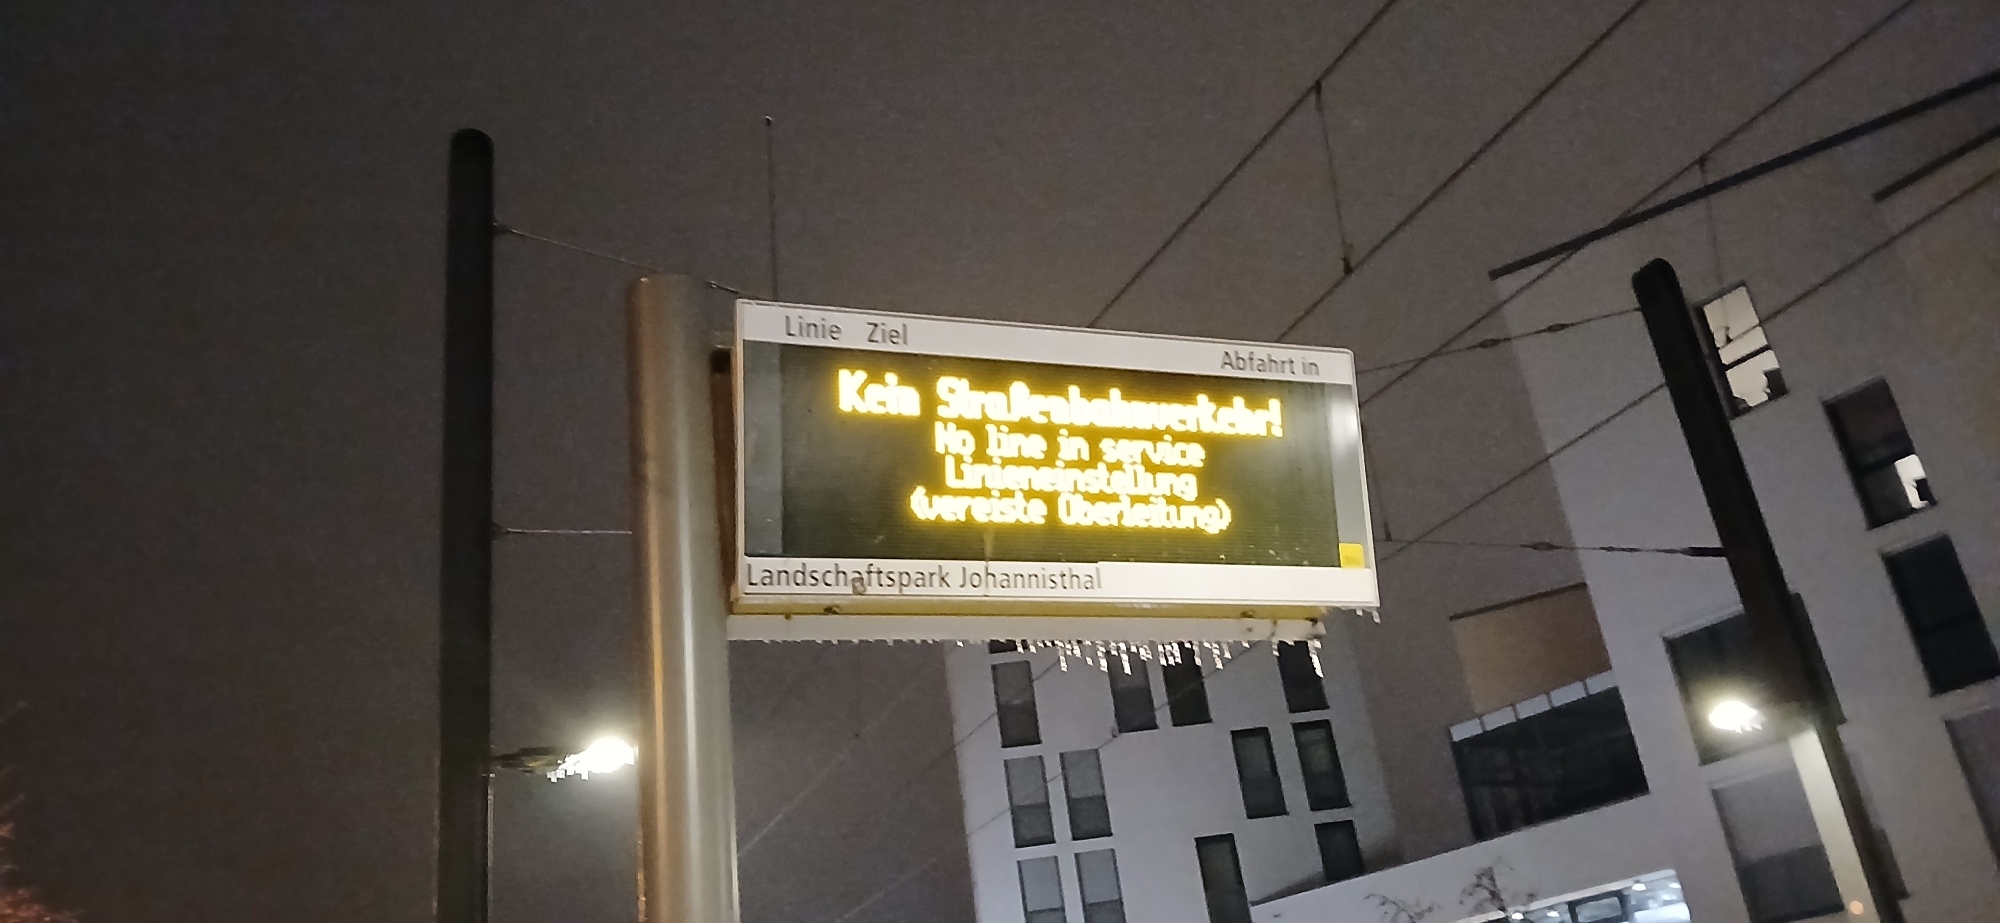 Linie Ziel Abfahrt in
Kein Straßenbahnverkehr!
No line in service
Linieneinstellung
(vereiste Oberleitung)
Landschaftspark Johannisthal